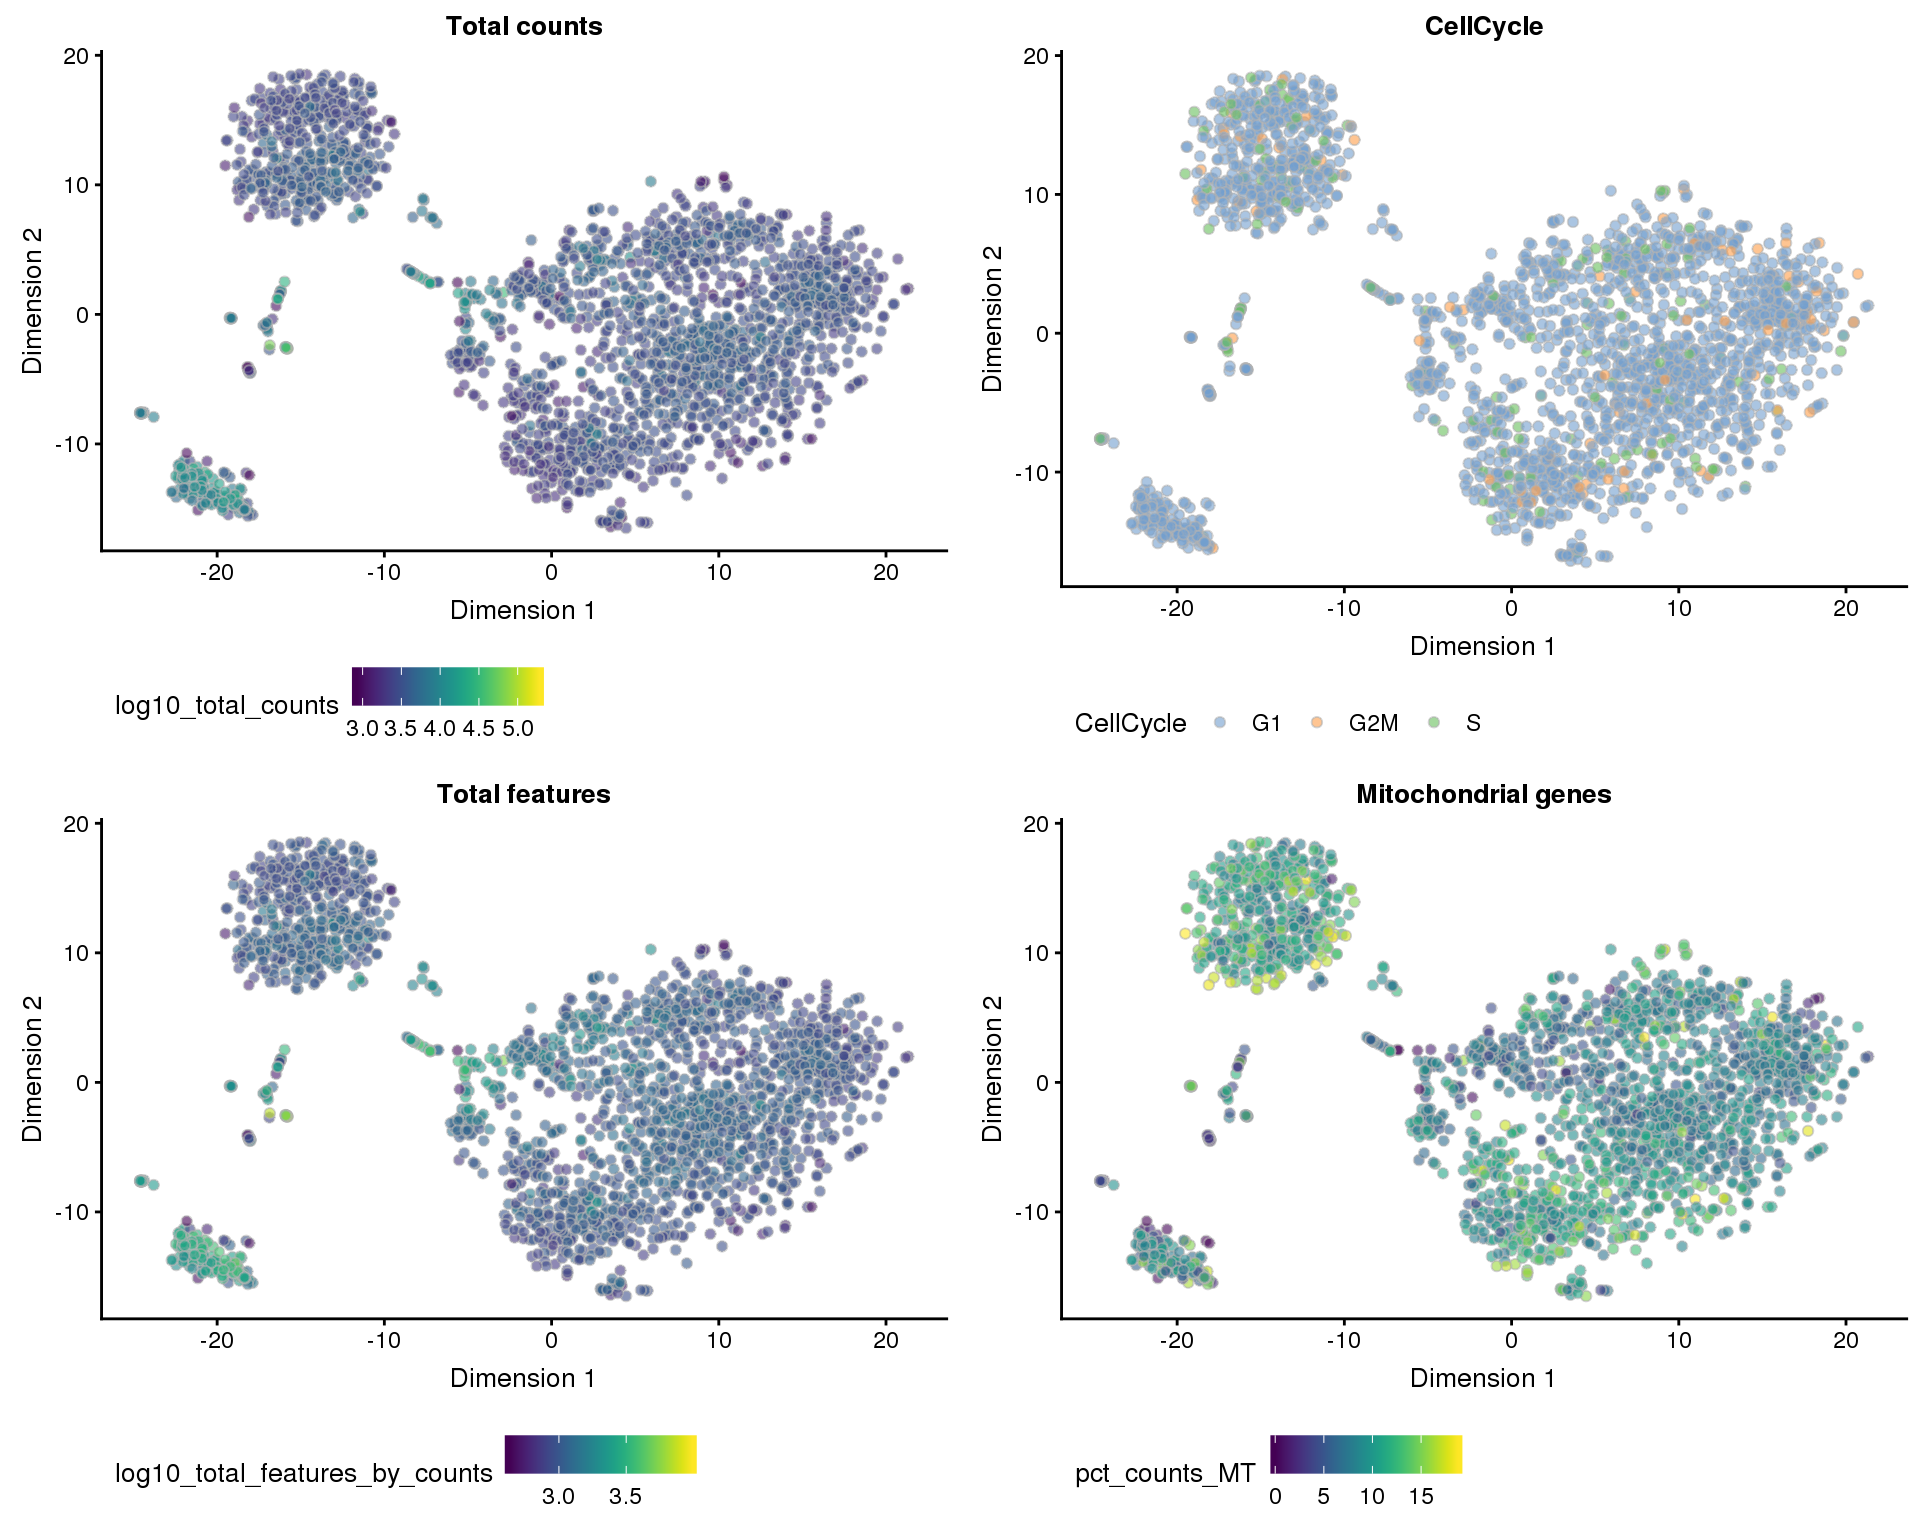 Total counts
20
10
0
-10
Dimension 2
-20 -10 0 10 20
Dimension 1
log10_total_counts
3.0 3.5 4.0 4.5 5.0
CellCycle
20
10
0
-10
Dimension 2
-20 -10 0 10 20
Dimension 1
CellCycle G1 G2M S
Total features
20
10
0
-10
Dimension 2
-20 -10 0 10 20
Dimension 1
log10_total_features_by_counts
3.0 3.5
Mitochondrial genes
20
10
0
-10
Dimension 2
-20 -10 0 10 20
Dimension 1
pct_counts_MT
0 5 10 15